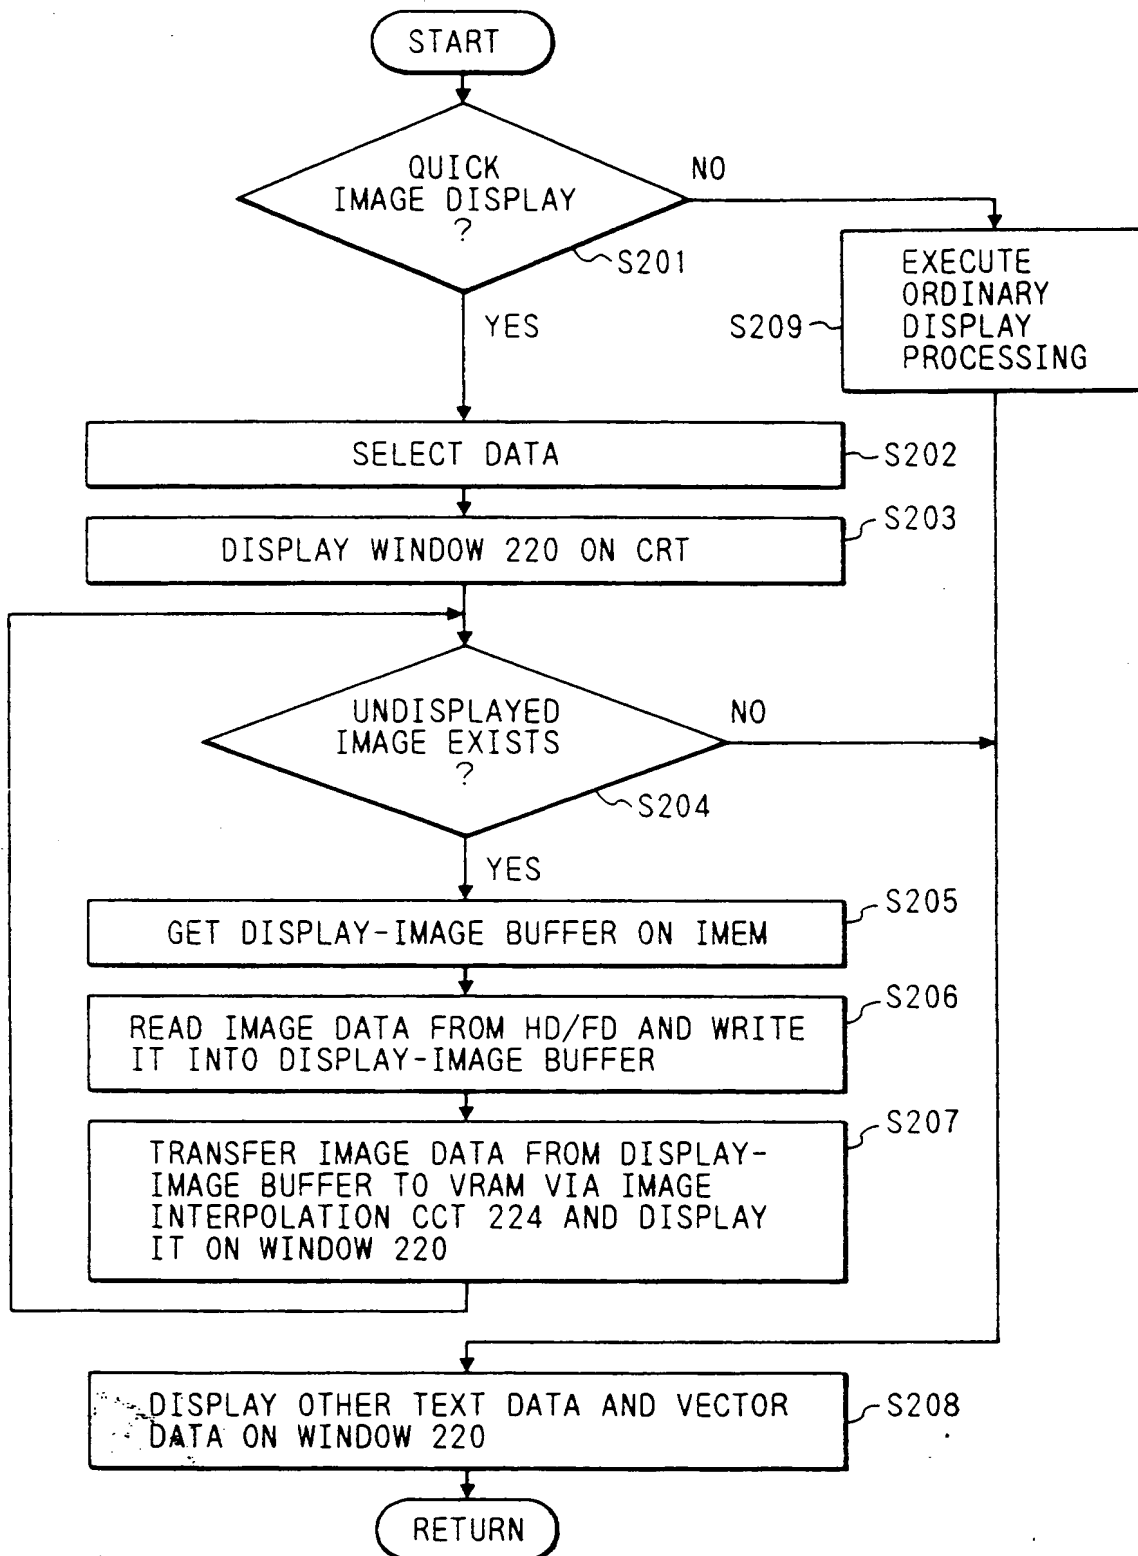 START
QUICK
IMAGE DISPLAY
?
NO
S201
YES
EXECUTE
ORDINARY
DISPLAY
PROCESSING
S209
SELECT DATA
S202
DISPLAY WINDOW 220 ON CRT
S203
UNDISPLAYED
IMAGE EXISTS
?
NO
S204
YES
GET DISPLAY-IMAGE BUFFER ON IMEM
S205
READ IMAGE DATA FROM HD/FD AND WRITE
IT INTO DISPLAY-IMAGE BUFFER
S206
TRANSFER IMAGE DATA FROM DISPLAY-
IMAGE BUFFER TO VRAM VIA IMAGE
INTERPOLATION CCT 224 AND DISPLAY
IT ON WINDOW 220
S207
DISPLAY OTHER TEXT DATA AND VECTOR
DATA ON WINDOW 220
S208
RETURN